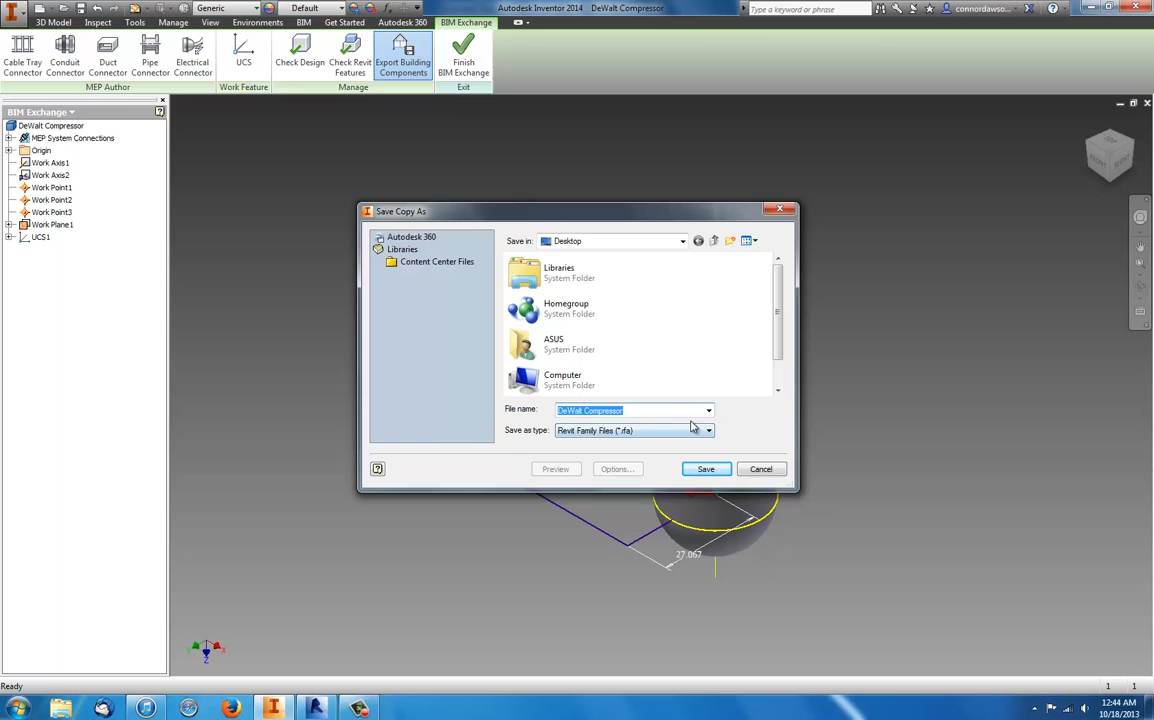 Generic
Default
Autodesk Inventor 2014
DeWalt Compressor
Type a keyword or phrase
connordawso...
3D Model
Inspect
Tools
Manage
View
Environments
BIM
Get Started
Autodesk 360
BIM Exchange
Cable Tray
Connector
Conduit
Connector
Duct
Connector
Pipe
Connector
Electrical
Connector
UCS
Check Design
Check Revit
Features
Export Building
Components
Finish
BIM Exchange
MEP Author
Work Feature
Manage
Exit
BIM Exchange
DeWalt Compressor
MEP System Connections
Origin
Work Axis1
Work Axis2
Work Point1
Work Point2
Work Point3
Work Plane1
UCS1
FRONT
RIGHT
Save Copy As
Autodesk 360
Libraries
Content Center Files
Save in:
Desktop
Libraries
System Folder
Homegroup
System Folder
ASUS
System Folder
Computer
System Folder
File name:
DeWalt Compressor
Save as type:
Revit Family Files (*.rfa)
Preview
Options...
Save
Cancel
27.067
Y
X
Z
Ready
1
1
12:44 AM
10/18/2013